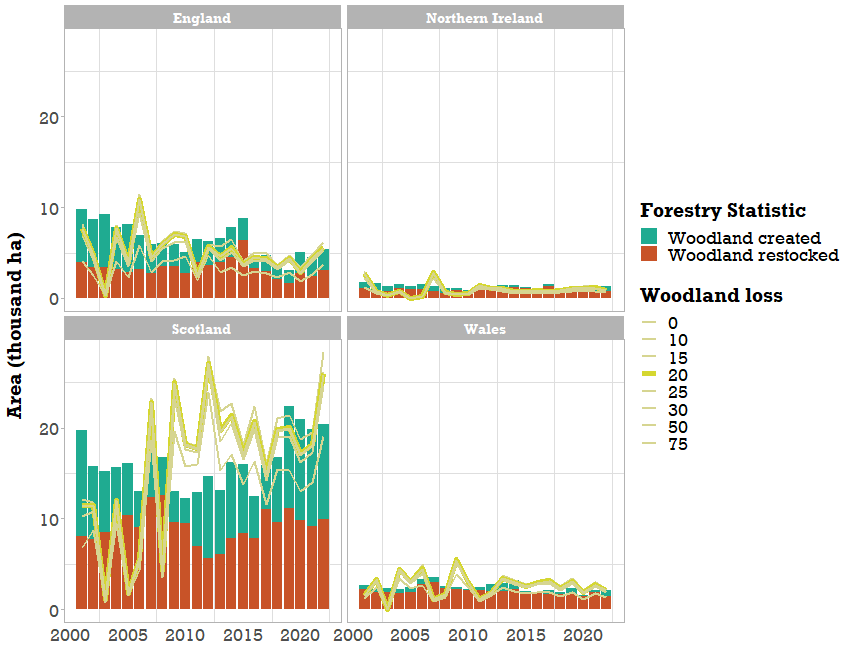 England
Northern Ireland
20
10
0
Area (thousand ha)
Scotland
Wales
20
10
0
2000 2005 2010 2015 2020
2000 2005 2010 2015 2020
Forestry Statistic
Woodland created
Woodland restocked
Woodland loss
0
10
15
20
25
30
50
75